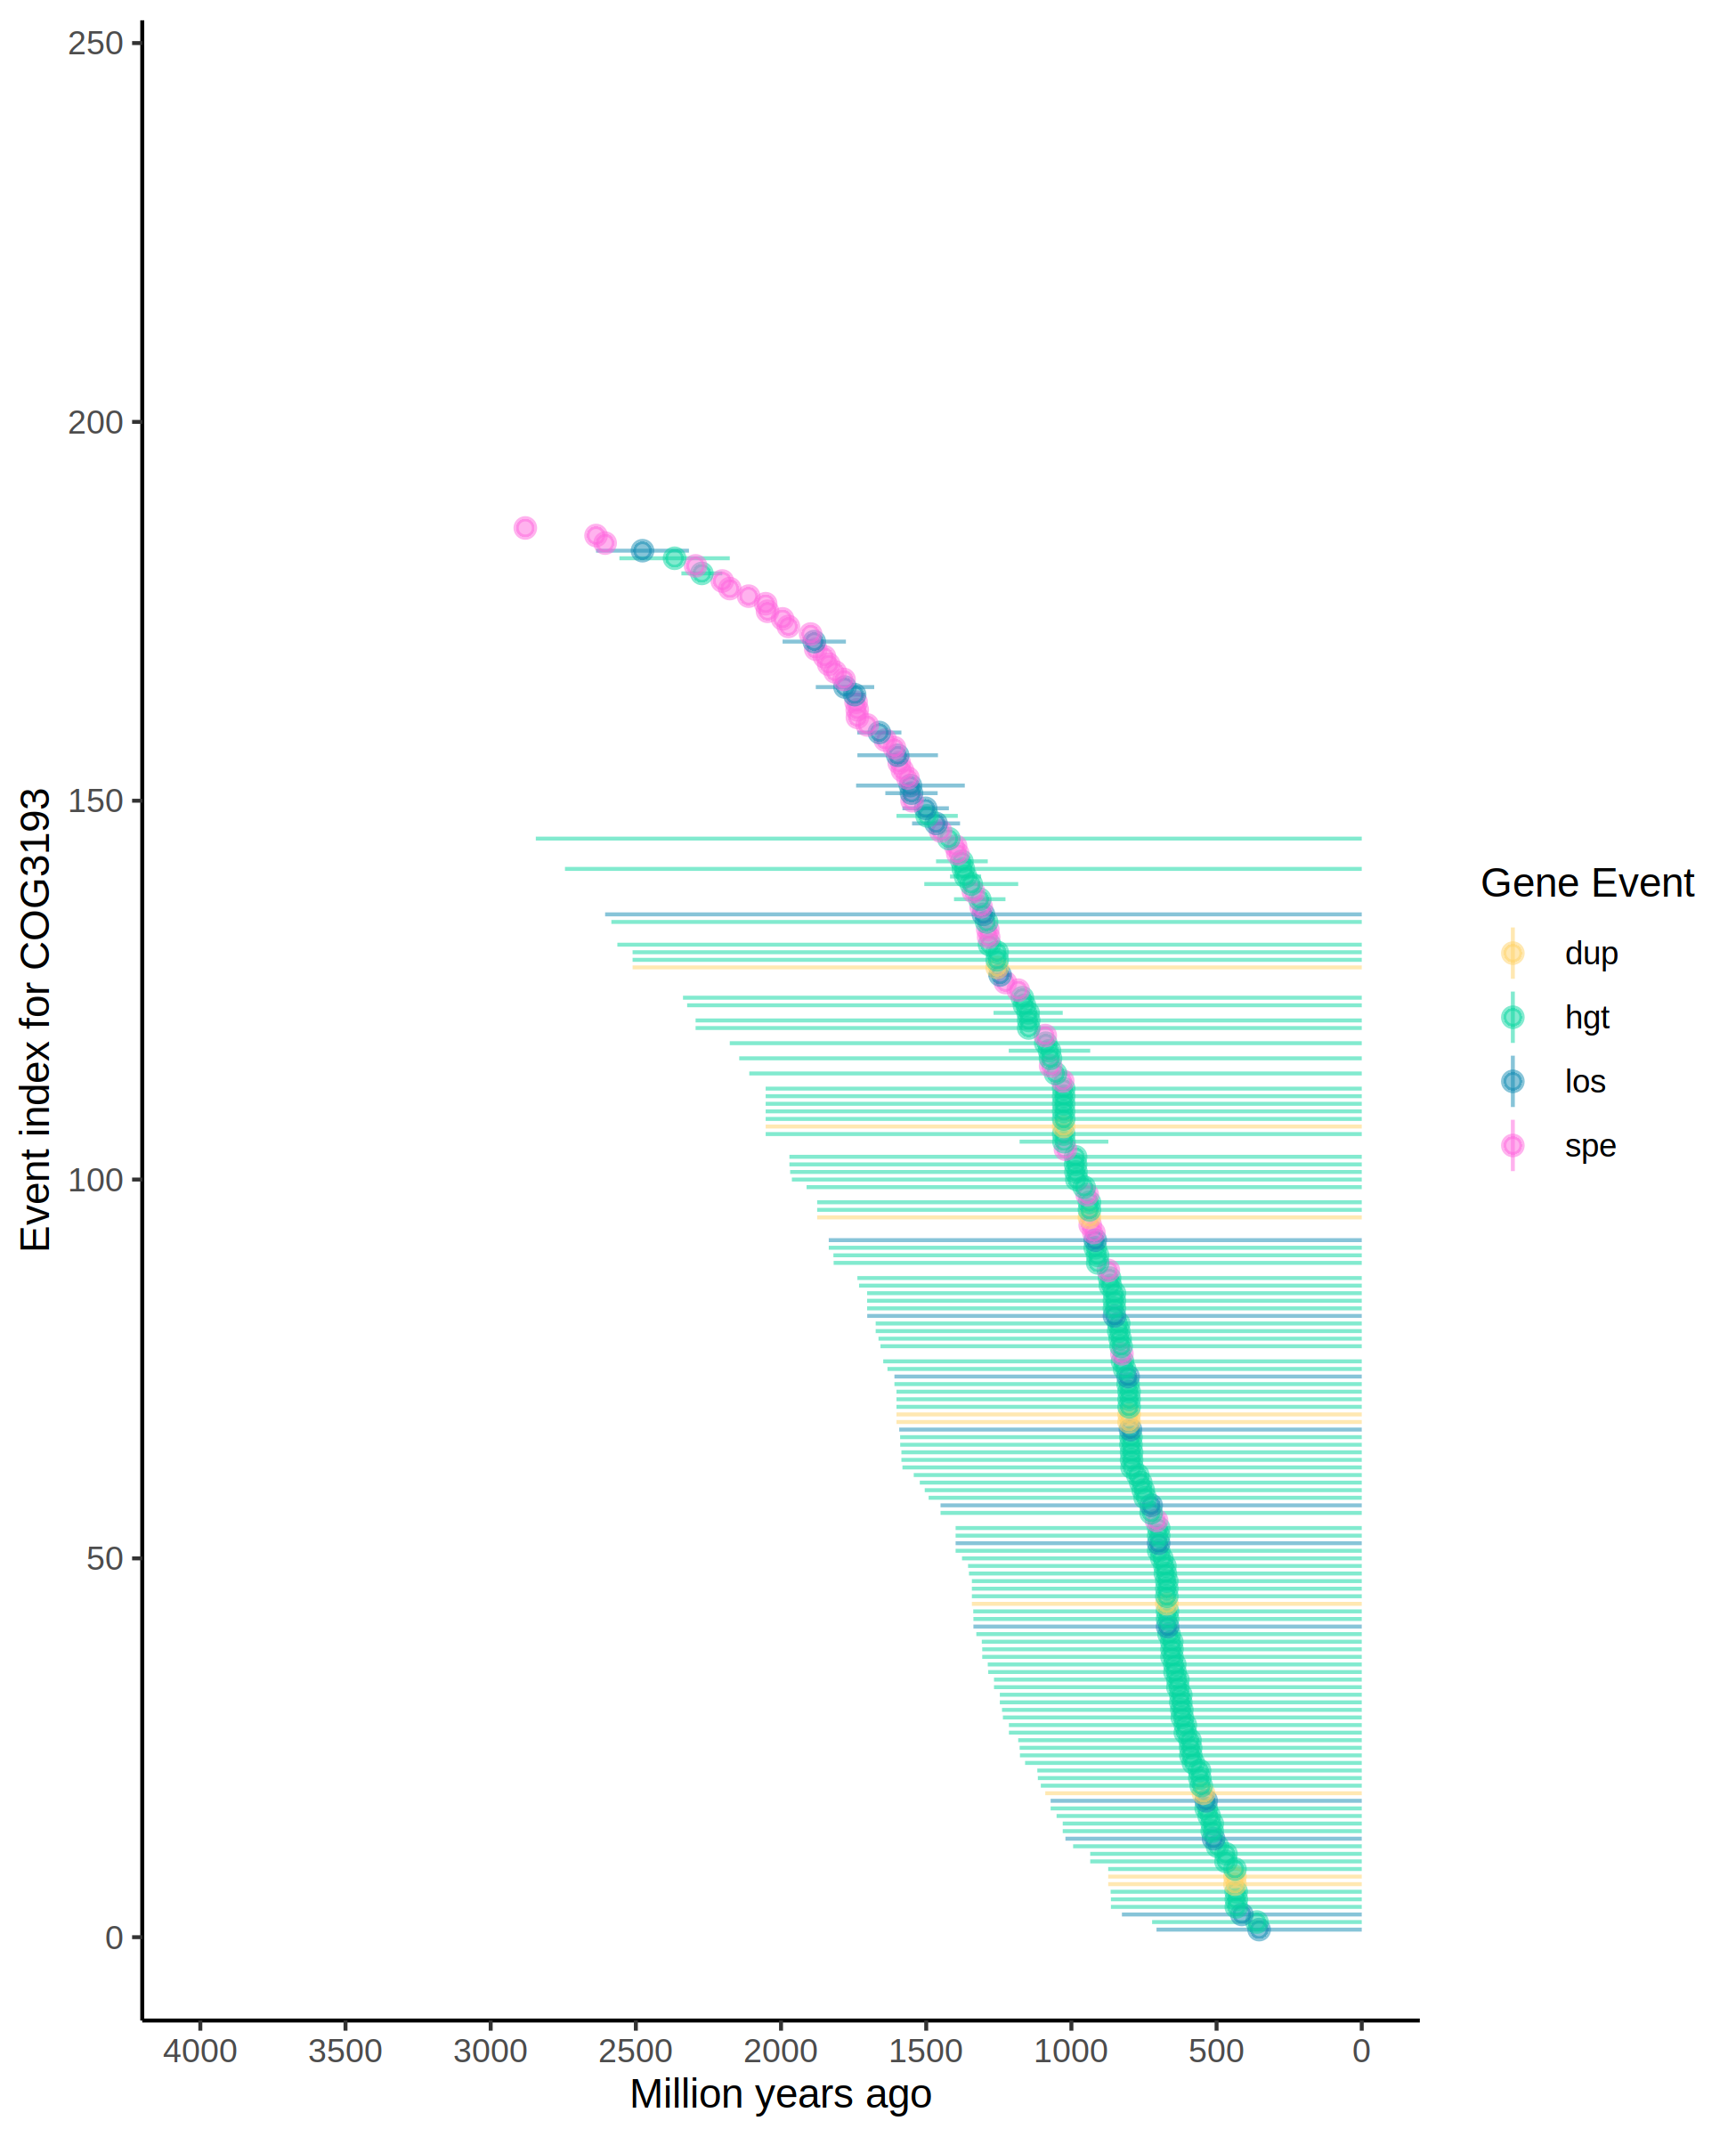 250
200
150
100
50
0
Event index for COG3193
4000 3500 3000 2500 2000 1500 1000 500 0
Million years ago
Gene Event
dup
hgt
los
spe